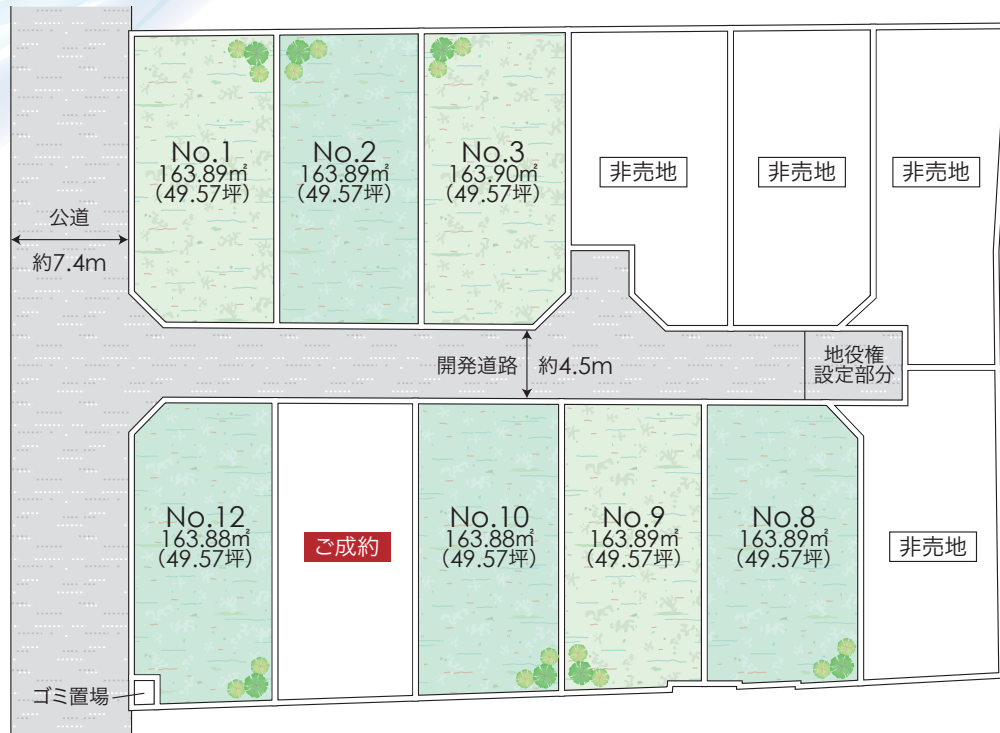 No.1
163.89㎡
(49.57坪)
No.2
163.89㎡
(49.57坪)
No.3
163.90㎡
(49.57坪)
非売地
非売地
非売地
公道
約7.4m
開発道路
約4.5m
地役権
設定部分
No.12
163.88㎡
(49.57坪)
ご成約
No.10
163.88㎡
(49.57坪)
No.9
163.89㎡
(49.57坪)
No.8
163.89㎡
(49.57坪)
非売地
ゴミ置場